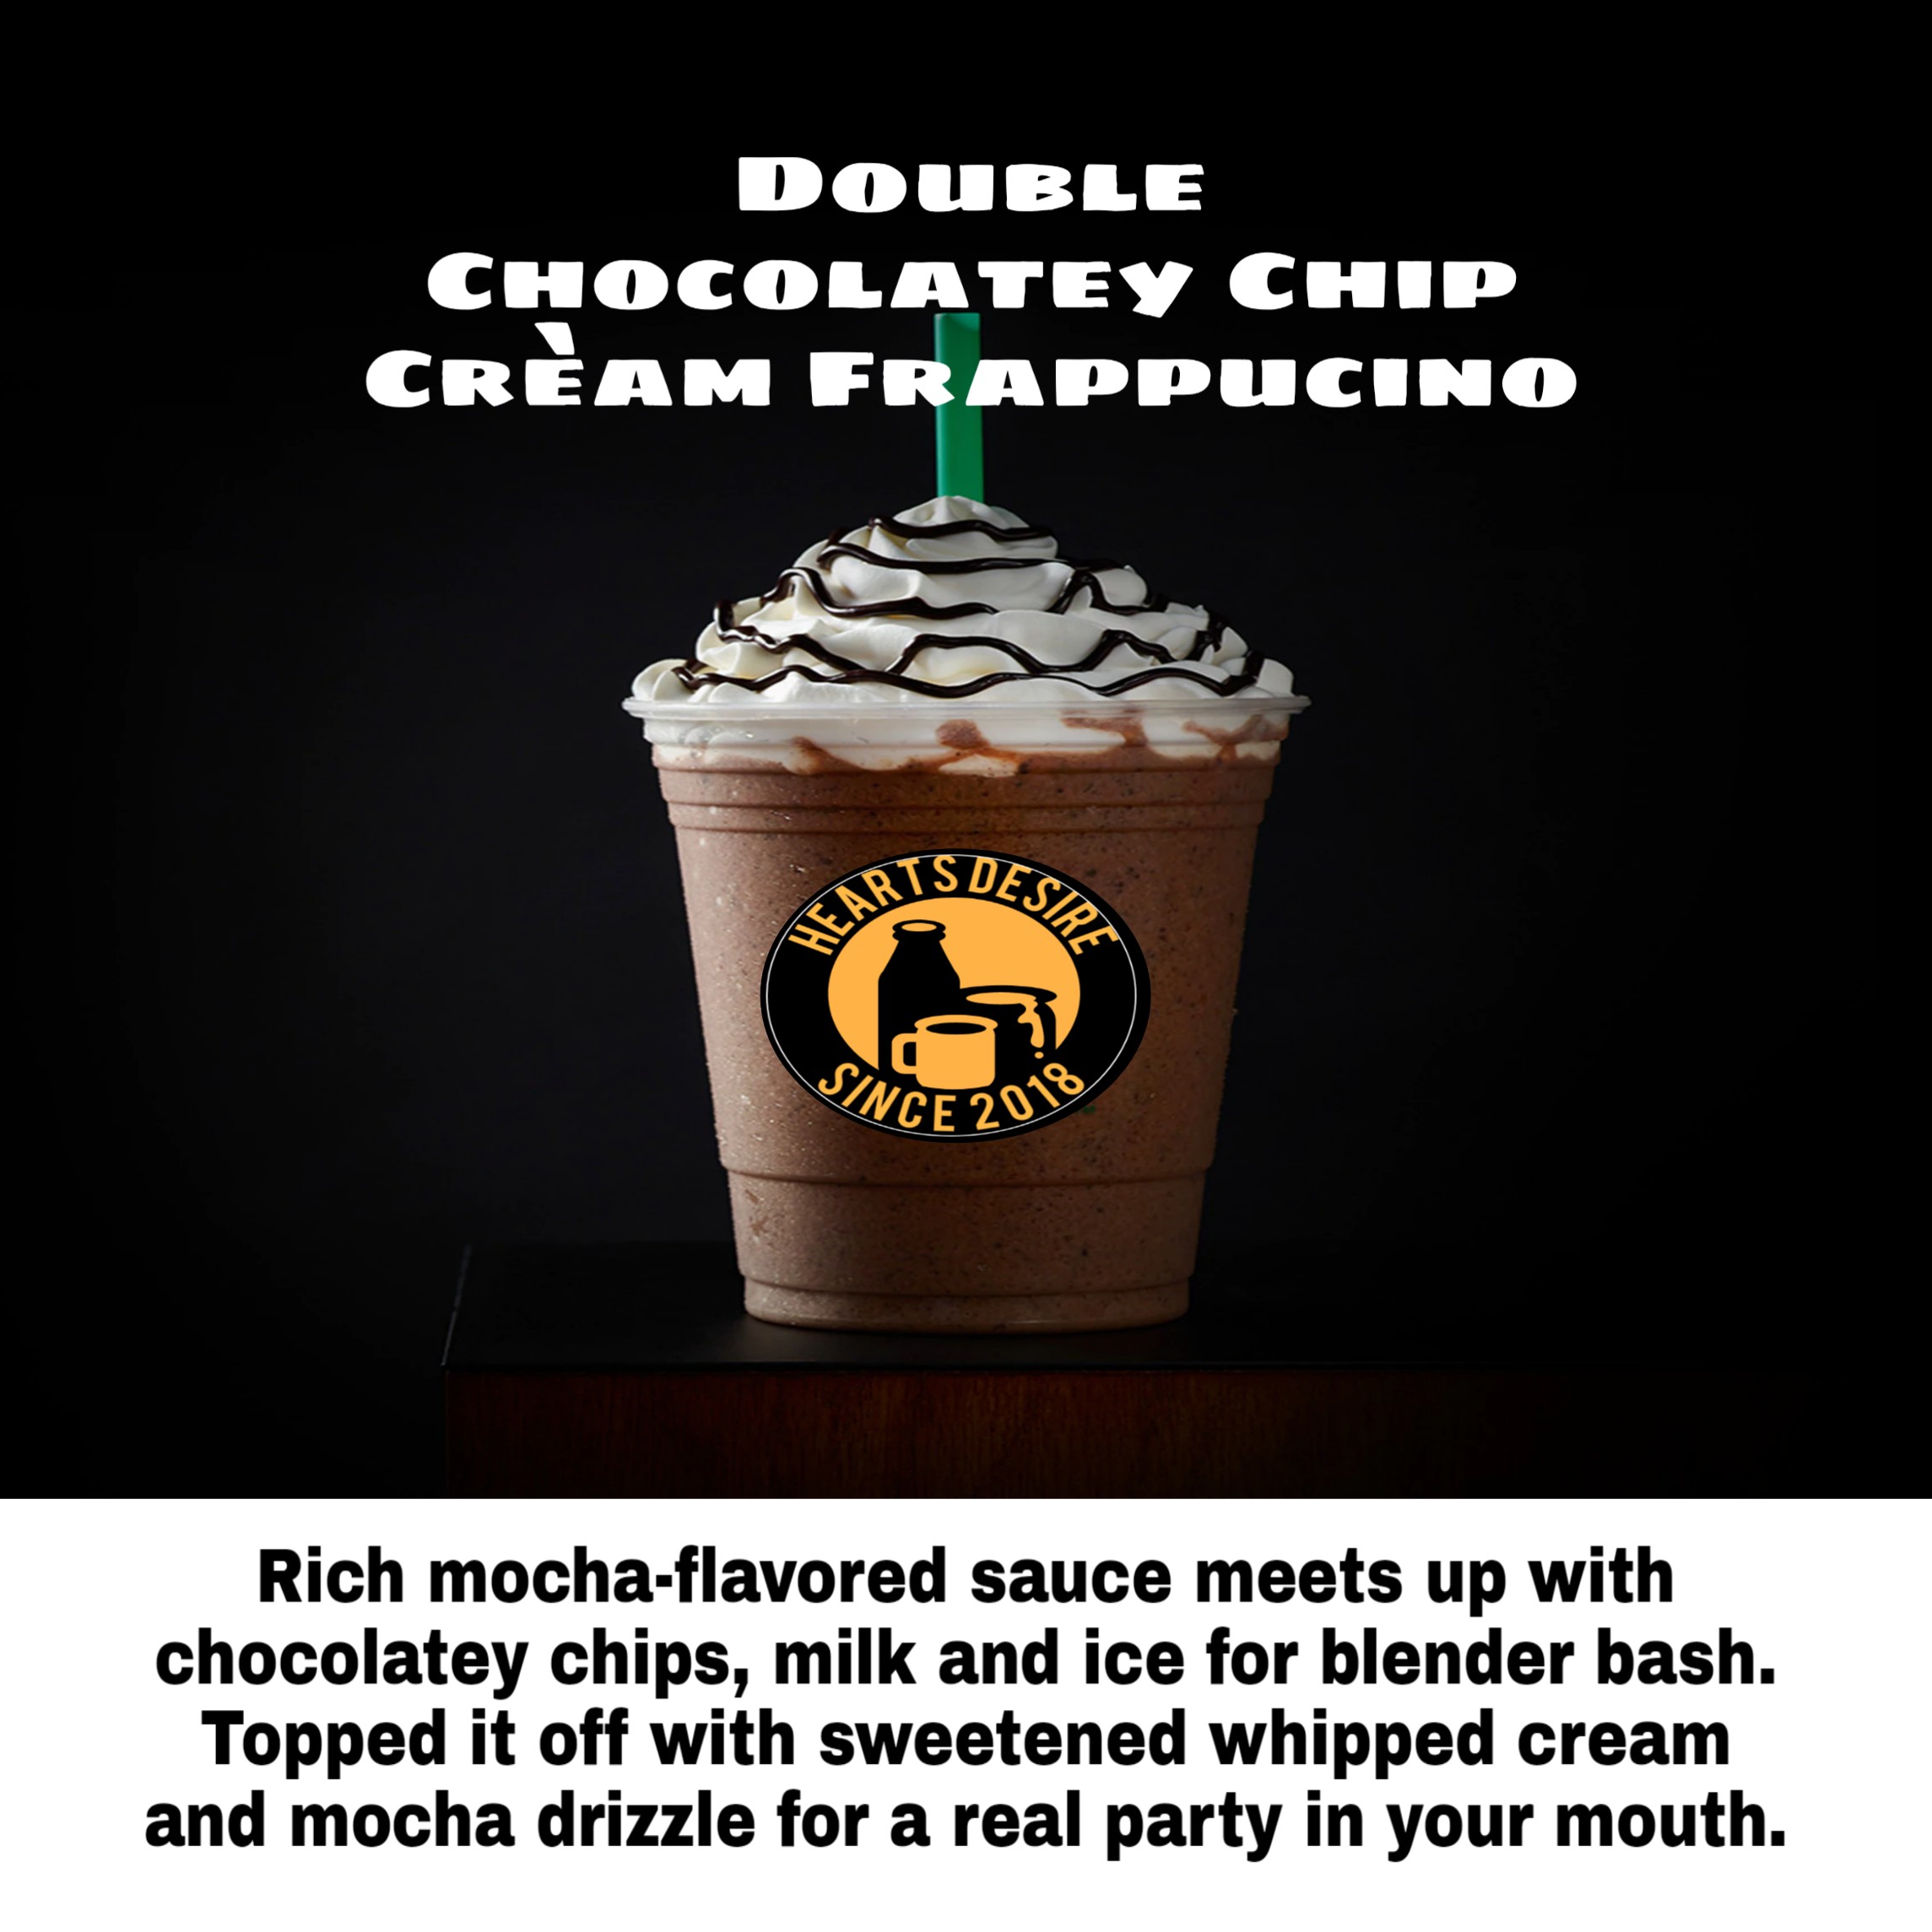 Double
Chocolatey Chip
Crèam Frappucino
HEARTS DESIRE
SINCE 2018
Rich mocha-flavored sauce meets up with
chocolatey chips, milk and ice for blender bash.
Topped it off with sweetened whipped cream
and mocha drizzle for a real party in your mouth.